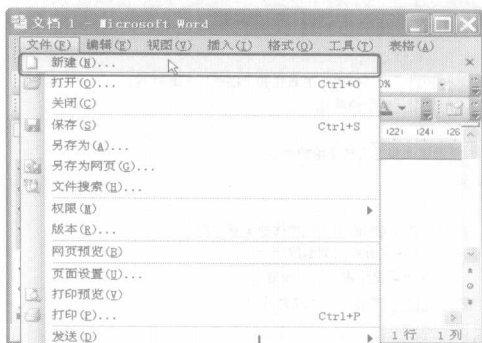 文档 1 - Microsoft Word
文件(F) 编辑(E) 视图(V) 插入(I) 格式(O) 工具(T) 表格(A)
新建(N)...
打开(O)... Ctrl+O
关闭(C)
保存(S) Ctrl+S
另存为(A)...
另存为网页(G)...
文件搜索(H)...
权限(M)
版本(R)...
网页预览(B)
页面设置(U)...
打印预览(V)
打印(P)... Ctrl+P
发送(D)
1 行 1 列